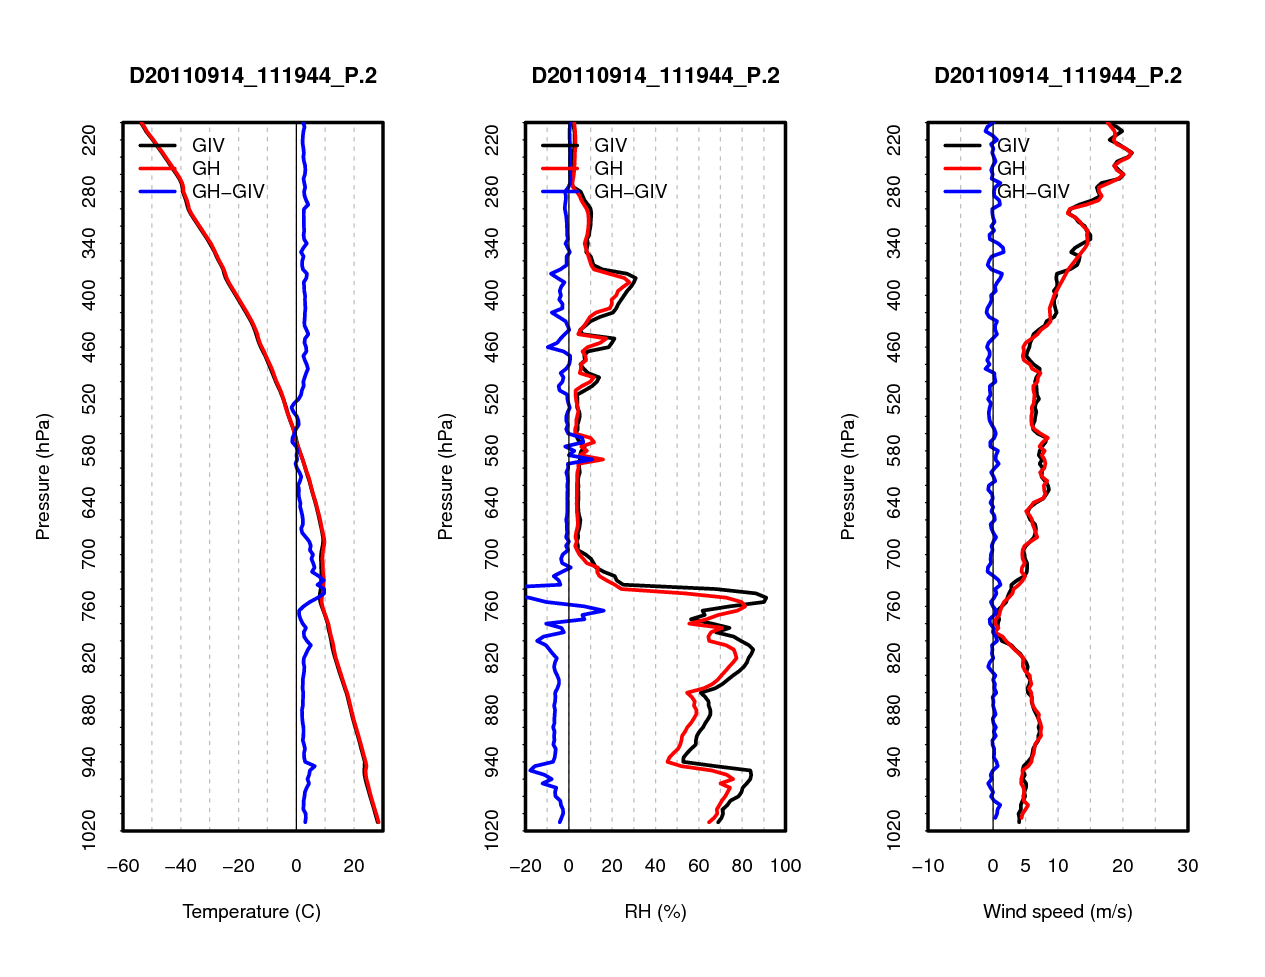 D20110914_111944_P.2
GIV
GH
GH−GIV
Pressure (hPa)
220
280
340
400
460
520
580
640
700
760
820
880
940
1020
−60 −40 −20 0 20
Temperature (C)
D20110914_111944_P.2
GIV
GH
GH−GIV
Pressure (hPa)
220
280
340
400
460
520
580
640
700
760
820
880
940
1020
−20 0 20 40 60 80 100
RH (%)
D20110914_111944_P.2
GIV
GH
GH−GIV
Pressure (hPa)
220
280
340
400
460
520
580
640
700
760
820
880
940
1020
−10 0 5 10 20 30
Wind speed (m/s)